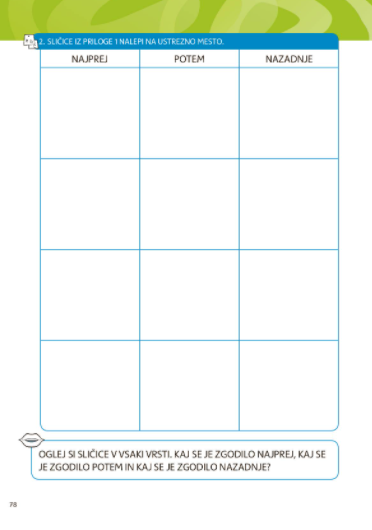 2. SLIČICE IZ PRILOGE 1 NALEPI NA USTREZNO MESTO.
NAJPREJ POTEM NAZADNJE
OGLEJ SI SLIČICE V VSAKI VRSTI. KAJ SE JE ZGODILO NAJPREJ, KAJ SE
JE ZGODILO POTEM IN KAJ SE JE ZGODILO NAZADNJE?
78